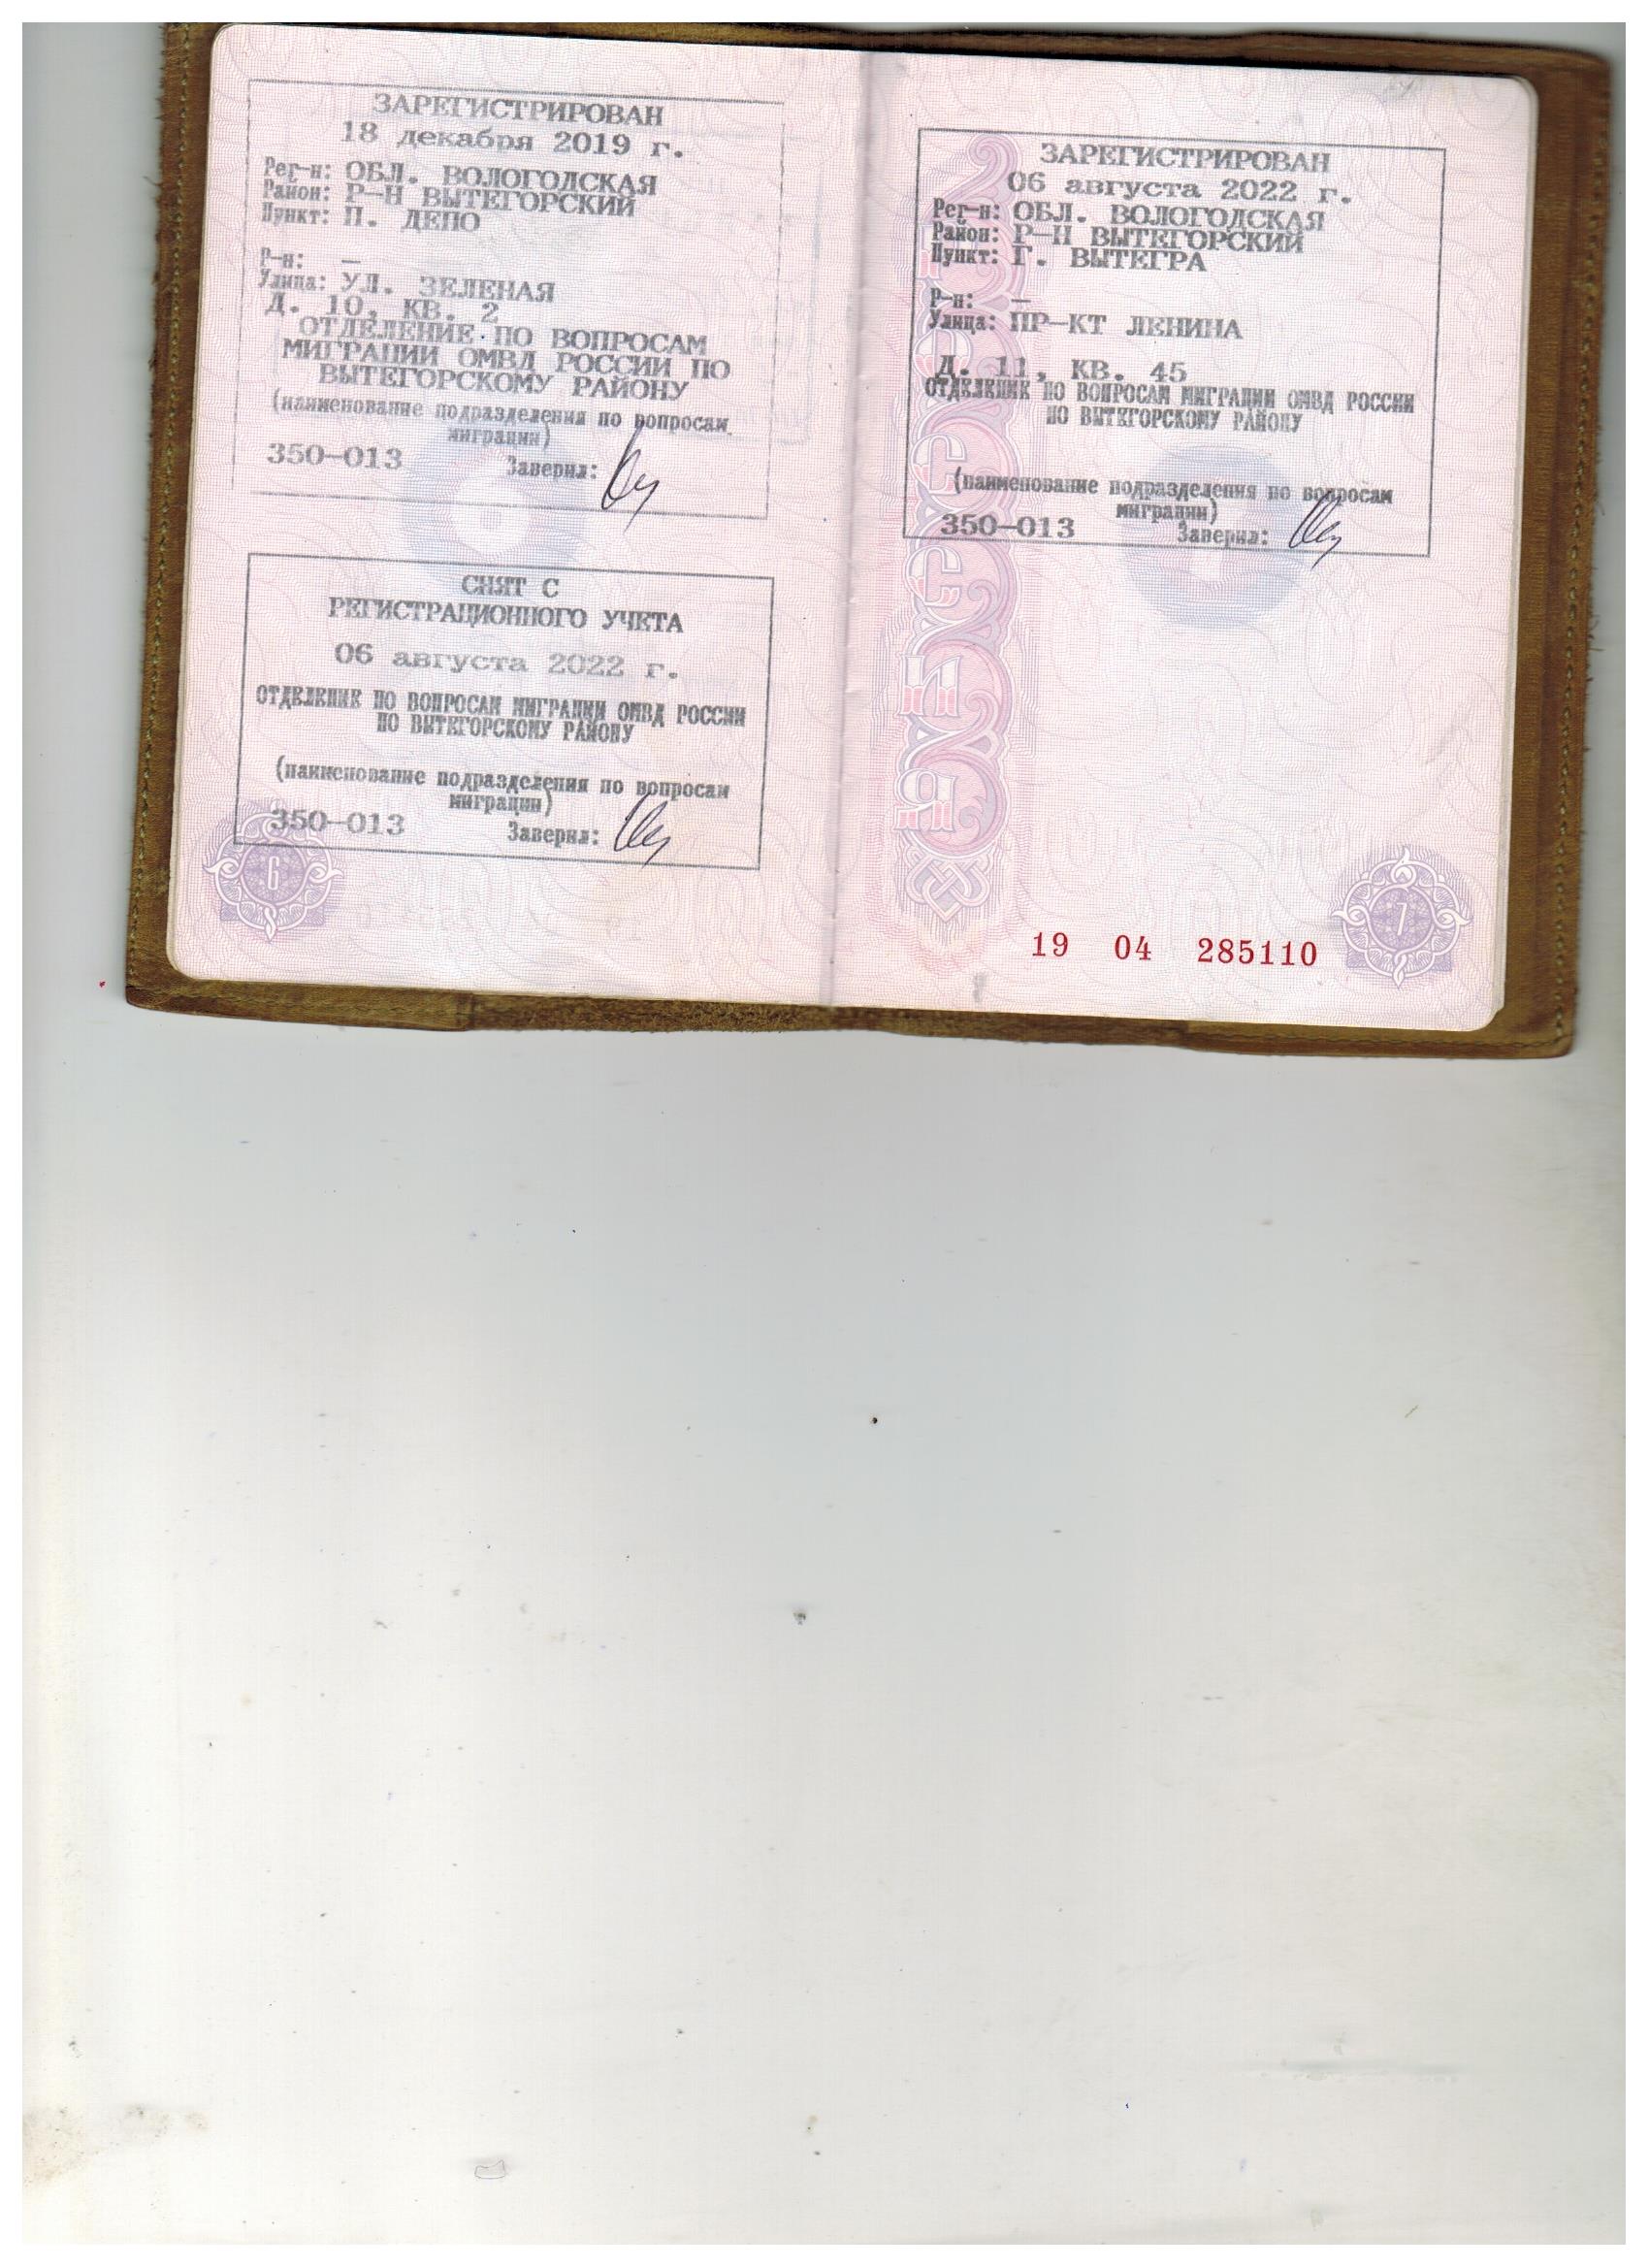 ЗАРЕГИСТРИРОВАН
18 декабря 2019 г.
Рег-н: ОБЛ. ВОЛОГОДСКАЯ
Район: Р-Н ВЫТЕГОРСКИЙ
Пункт: П. ДЕПО
Р-н: –
Улица: УЛ. ЗЕЛЕНАЯ
Д. 10, КВ. 2
ОТДЕЛЕНИЕ ПО ВОПРОСАМ
МИГРАЦИИ ОМВД РОССИИ ПО
ВЫТЕГОРСКОМУ РАЙОНУ
(наименование подразделения по вопросам
миграции)
350-013 Заверил:
СНЯТ С
РЕГИСТРАЦИОННОГО УЧЕТА
06 августа 2022 г.
ОТДЕЛЕНИЕ ПО ВОПРОСАМ МИГРАЦИИ ОМВД РОССИИ
ПО ВЫТЕГОРСКОМУ РАЙОНУ
(наименование подразделения по вопросам
миграции)
350-013 Заверил:
6
ЗАРЕГИСТРИРОВАН
06 августа 2022 г.
Рег-н: ОБЛ. ВОЛОГОДСКАЯ
Район: Р-Н ВЫТЕГОРСКИЙ
Пункт: Г. ВЫТЕГРА
Р-н: –
Улица: ПР-КТ ЛЕНИНА
Д. 11, КВ. 45
ОТДЕЛЕНИЕ ПО ВОПРОСАМ МИГРАЦИИ ОМВД РОССИИ
ПО ВЫТЕГОРСКОМУ РАЙОНУ
(наименование подразделения по вопросам
миграции)
350-013 Заверил:
РОССИЯ
19 04 285110
7